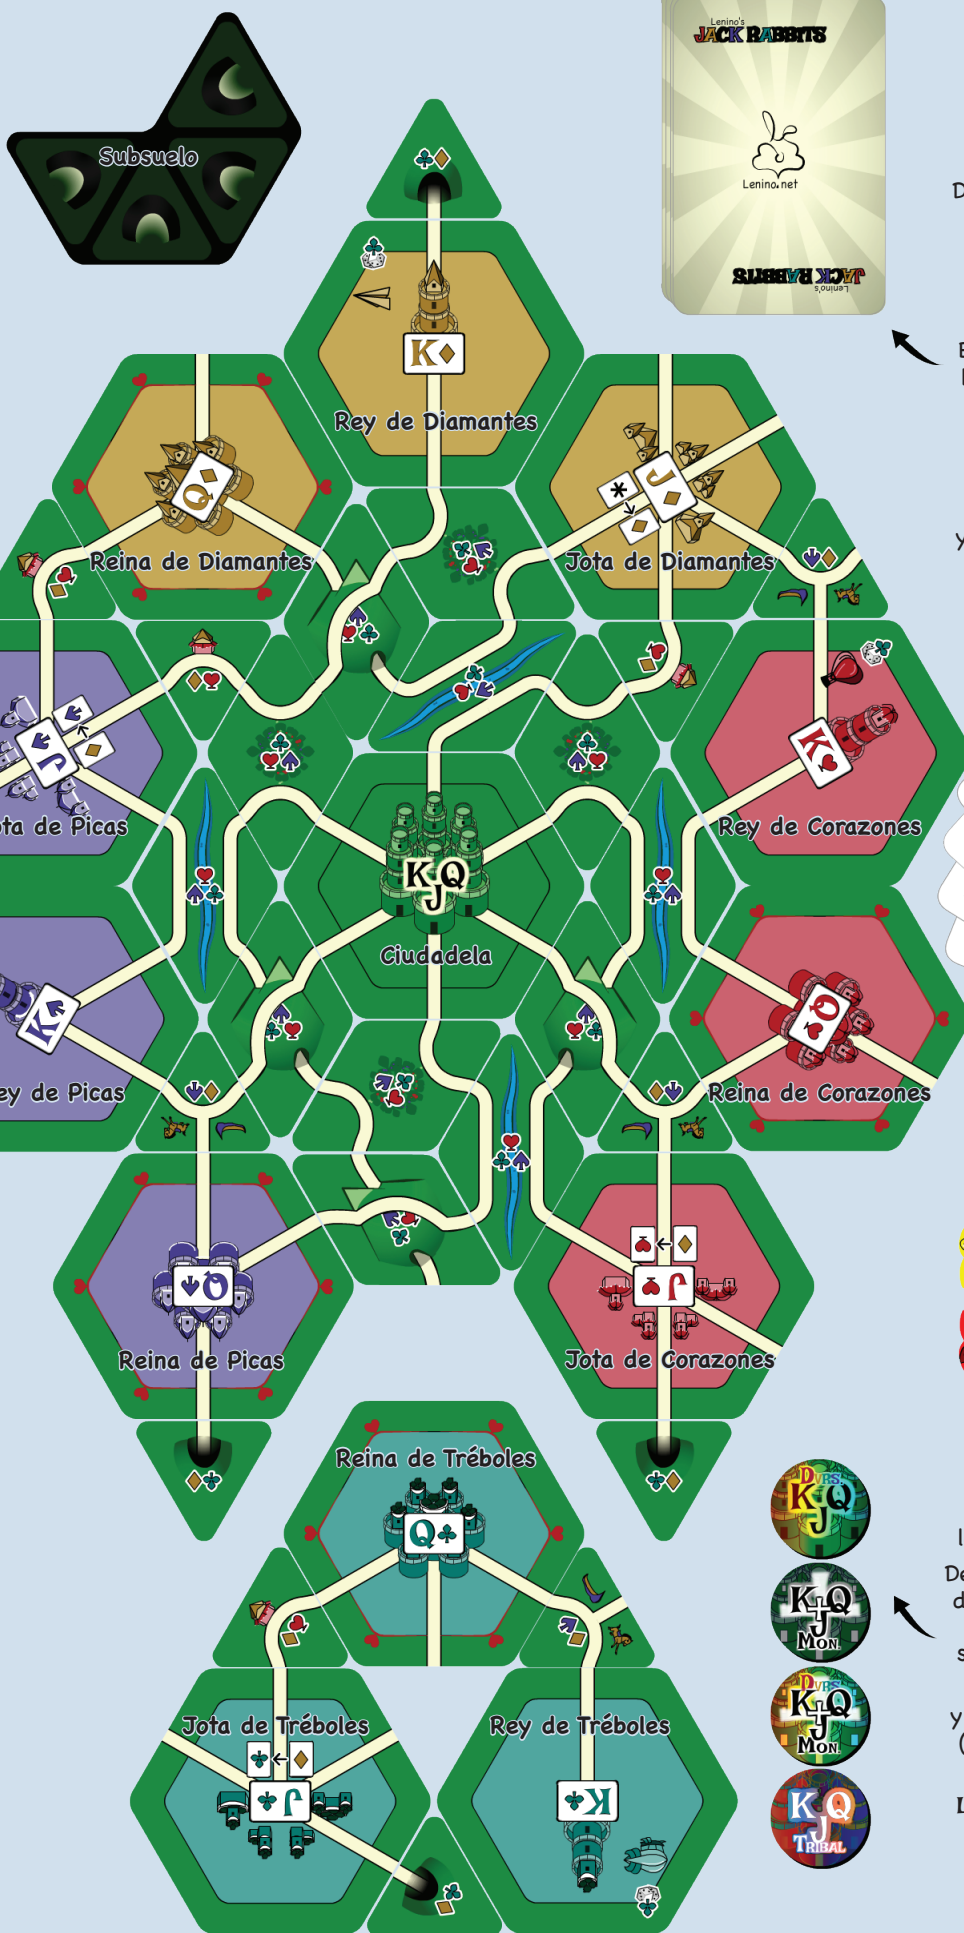 Lenino's
JACK RABBITS
Subsuelo
Lenino.net
JACK RABBITS
Lenino's
K
Rey de Diamantes
Q
J
*
Reina de Diamantes
Jota de Diamantes
J
K
ota de Picas
Rey de Corazones
K Q
J
Ciudadela
K
Q
ey de Picas
Reina de Corazones
Q
J
Reina de Picas
Jota de Corazones
Reina de Tréboles
Q
DVRS.
K Q
J
K Q
J
MON.
Jota de Tréboles
Rey de Tréboles
J
K
DVRS.
K Q
J
MON.
K Q
J
TRIBAL